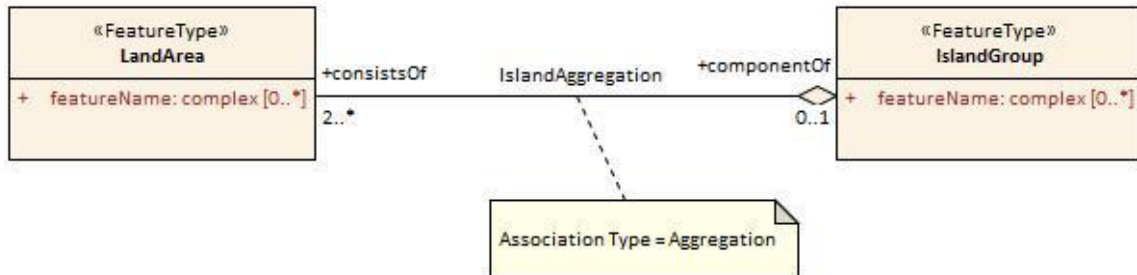 «FeatureType»
LandArea
+ featureName: complex [0..*]
+consistsOf
2..*
IslandAggregation
+componentOf
0..1
«FeatureType»
IslandGroup
+ featureName: complex [0..*]
Association Type = Aggregation